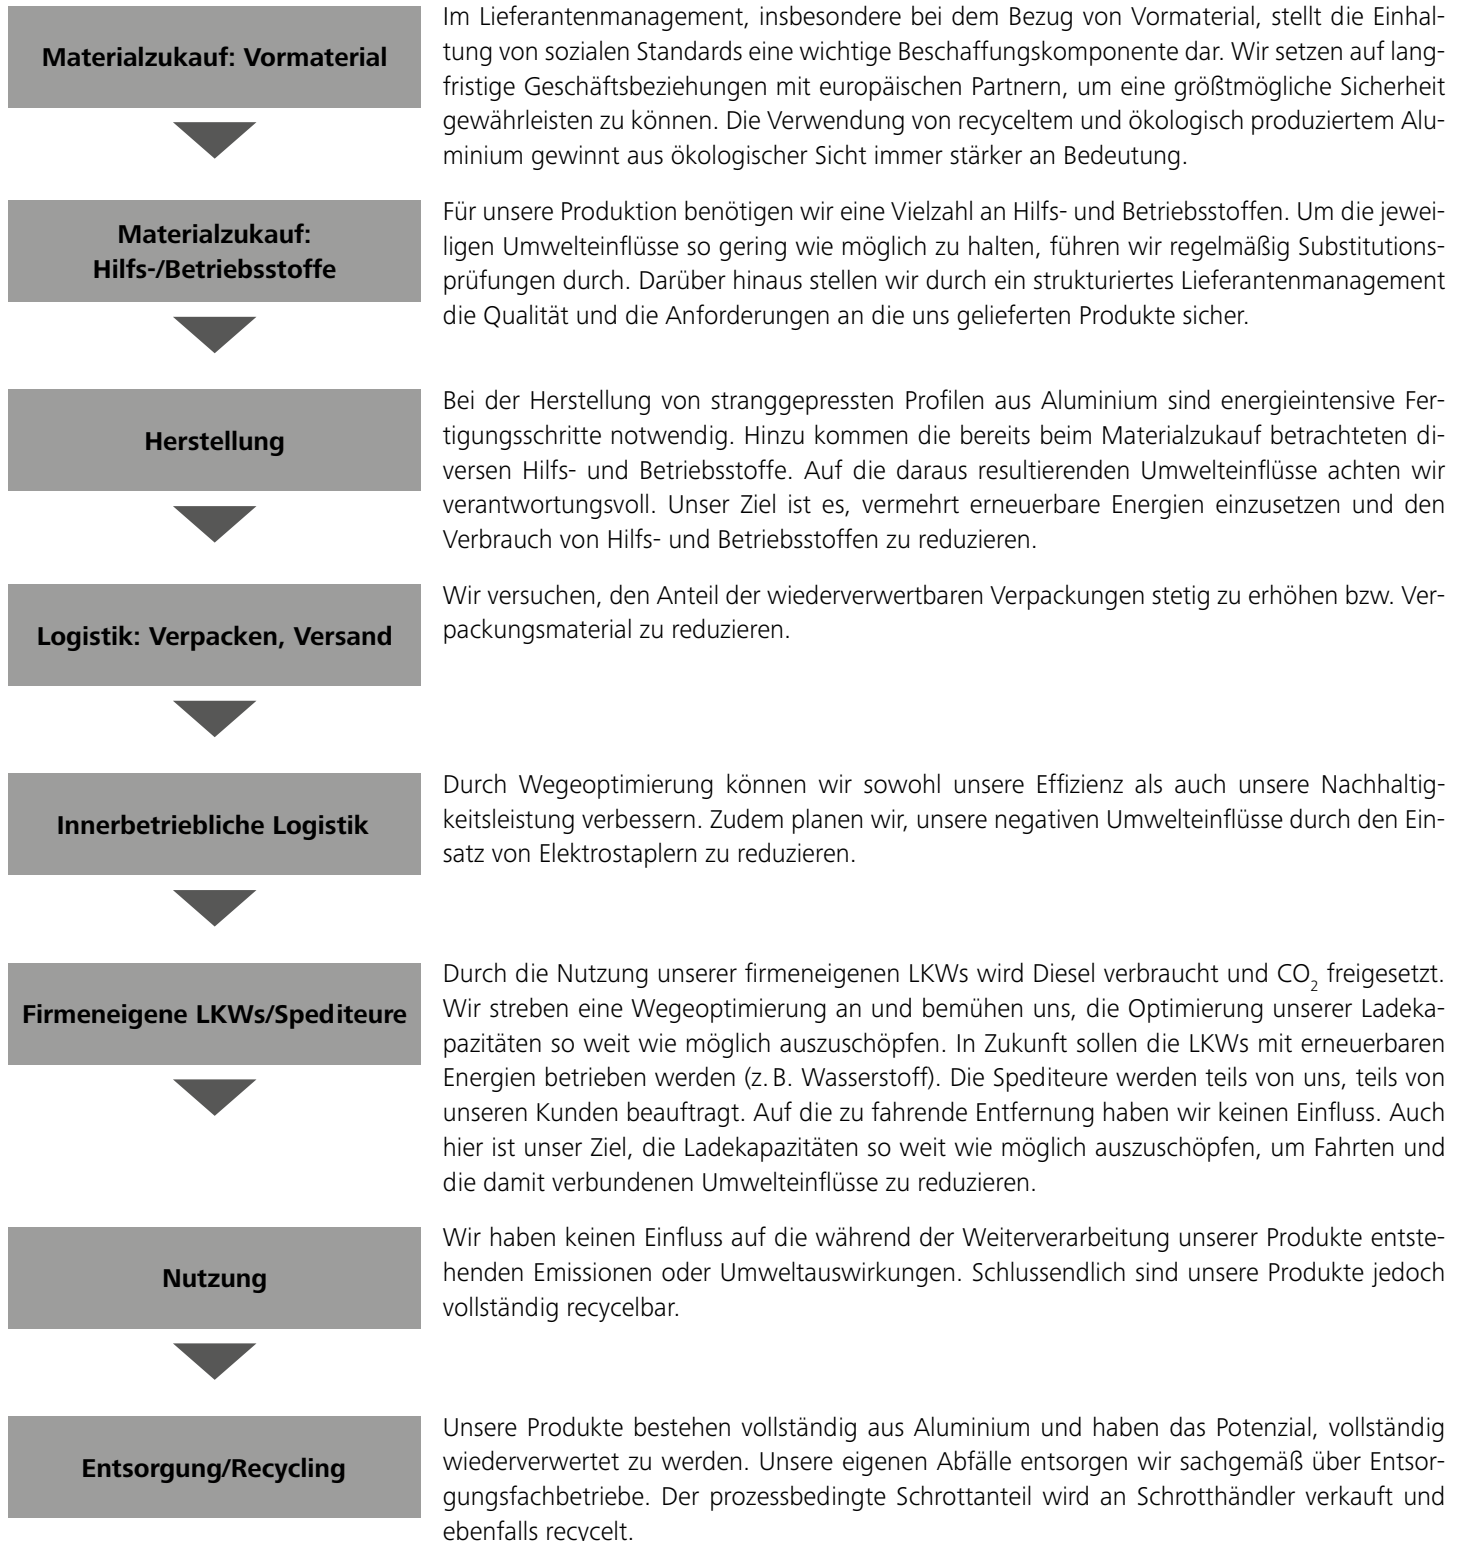 Materialzukauf: Vormaterial
Im Lieferantenmanagement, insbesondere bei dem Bezug von Vormaterial, stellt die Einhal-
tung von sozialen Standards eine wichtige Beschaffungskomponente dar. Wir setzen auf lang-
fristige Geschäftsbeziehungen mit europäischen Partnern, um eine größtmögliche Sicherheit
gewährleisten zu können. Die Verwendung von recyceltem und ökologisch produziertem Alu-
minium gewinnt aus ökologischer Sicht immer stärker an Bedeutung.
Materialzukauf:
Hilfs-/Betriebsstoffe
Für unsere Produktion benötigen wir eine Vielzahl an Hilfs- und Betriebsstoffen. Um die jewei-
ligen Umwelteinflüsse so gering wie möglich zu halten, führen wir regelmäßig Substitutions-
prüfungen durch. Darüber hinaus stellen wir durch ein strukturiertes Lieferantenmanagement
die Qualität und die Anforderungen an die uns gelieferten Produkte sicher.
Herstellung
Bei der Herstellung von stranggepressten Profilen aus Aluminium sind energieintensive Fer-
tigungsschritte notwendig. Hinzu kommen die bereits beim Materialzukauf betrachteten di-
versen Hilfs- und Betriebsstoffe. Auf die daraus resultierenden Umwelteinflüsse achten wir
verantwortungsvoll. Unser Ziel ist es, vermehrt erneuerbare Energien einzusetzen und den
Verbrauch von Hilfs- und Betriebsstoffen zu reduzieren.
Logistik: Verpacken, Versand
Wir versuchen, den Anteil der wiederverwertbaren Verpackungen stetig zu erhöhen bzw. Ver-
packungsmaterial zu reduzieren.
Innerbetriebliche Logistik
Durch Wegeoptimierung können wir sowohl unsere Effizienz als auch unsere Nachhaltig-
keitsleistung verbessern. Zudem planen wir, unsere negativen Umwelteinflüsse durch den Ein-
satz von Elektrostaplern zu reduzieren.
Firmeneigene LKWs/Spediteure
Durch die Nutzung unserer firmeneigenen LKWs wird Diesel verbraucht und CO₂ freigesetzt.
Wir streben eine Wegeoptimierung an und bemühen uns, die Optimierung unserer Ladeka-
pazitäten so weit wie möglich auszuschöpfen. In Zukunft sollen die LKWs mit erneuerbaren
Energien betrieben werden (z. B. Wasserstoff). Die Spediteure werden teils von uns, teils von
unseren Kunden beauftragt. Auf die zu fahrende Entfernung haben wir keinen Einfluss. Auch
hier ist unser Ziel, die Ladekapazitäten so weit wie möglich auszuschöpfen, um Fahrten und
die damit verbundenen Umwelteinflüsse zu reduzieren.
Nutzung
Wir haben keinen Einfluss auf die während der Weiterverarbeitung unserer Produkte entste-
henden Emissionen oder Umweltauswirkungen. Schlussendlich sind unsere Produkte jedoch
vollständig recycelbar.
Entsorgung/Recycling
Unsere Produkte bestehen vollständig aus Aluminium und haben das Potenzial, vollständig
wiederverwertet zu werden. Unsere eigenen Abfälle entsorgen wir sachgemäß über Entsor-
gungsfachbetriebe. Der prozessbedingte Schrottanteil wird an Schrotthändler verkauft und
ebenfalls recycelt.